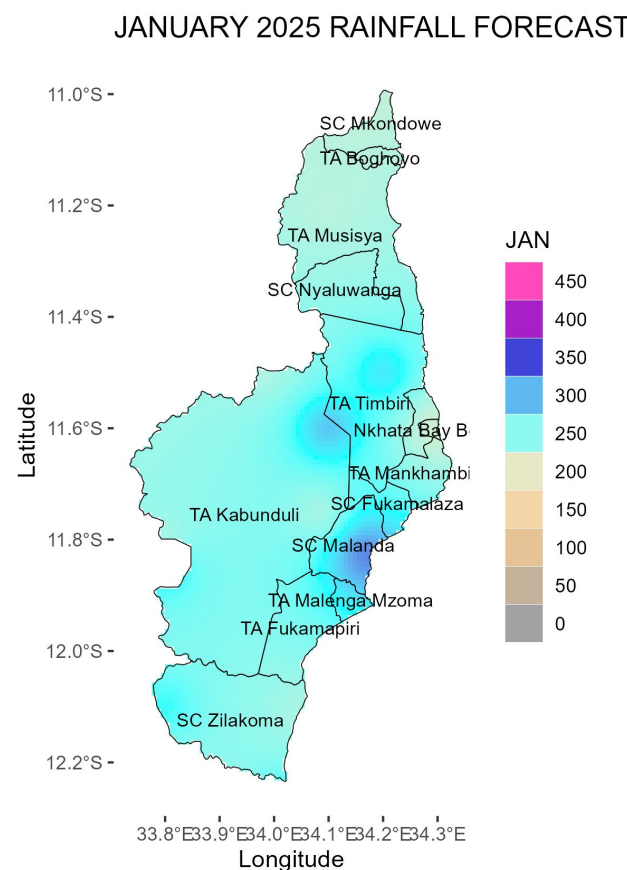 JANUARY 2025 RAINFALL FORECAST
11.0°S
SC Mkondowe
TA Boghoyo
11.2°S
TA Musisya
JAN
SC Nyaluwanga
450
400
11.4°S
350
300
TA Timbiri
250
Latitude
11.6°S
Nkhata Bay B
200
TA Mankhambi
150
SC Fukamalaza
TA Kabunduli
100
11.8°S
SC Malanda
50
TA Malenga Mzoma
0
TA Fukamapiri
12.0°S
SC Zilakoma
12.2°S
33.8°E33.9°E34.0°E34.1°E34.2°E34.3°E
Longitude